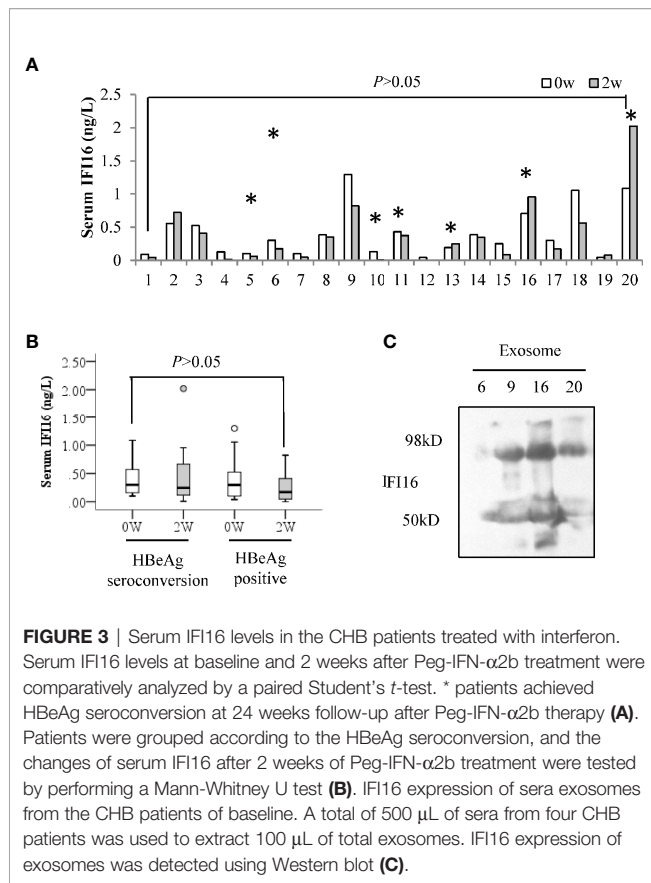 A
P>0.05
0w 2w
Serum IFI16 (ng/L)
2.5
2
1.5
1
0.5
0
* * * * * * *
1 2 3 4 5 6 7 8 9 10 11 12 13 14 15 16 17 18 19 20
B
P>0.05
Serum IFI16 (ng/L)
2.50
2.00
1.50
1.00
.50
.00
0W 2W 0W 2W
HBeAg seroconversion
HBeAg positive
C
Exosome
6 9 16 20
98kD
IFI16
50kD
FIGURE 3 | Serum IFI16 levels in the CHB patients treated with interferon.
Serum IFI16 levels at baseline and 2 weeks after Peg-IFN-α2b treatment were
comparatively analyzed by a paired Student's t-test. * patients achieved
HBeAg seroconversion at 24 weeks follow-up after Peg-IFN-α2b therapy (A).
Patients were grouped according to the HBeAg seroconversion, and the
changes of serum IFI16 after 2 weeks of Peg-IFN-α2b treatment were tested
by performing a Mann-Whitney U test (B). IFI16 expression of sera exosomes
from the CHB patients of baseline. A total of 500 μL of sera from four CHB
patients was used to extract 100 μL of total exosomes. IFI16 expression of
exosomes was detected using Western blot (C).